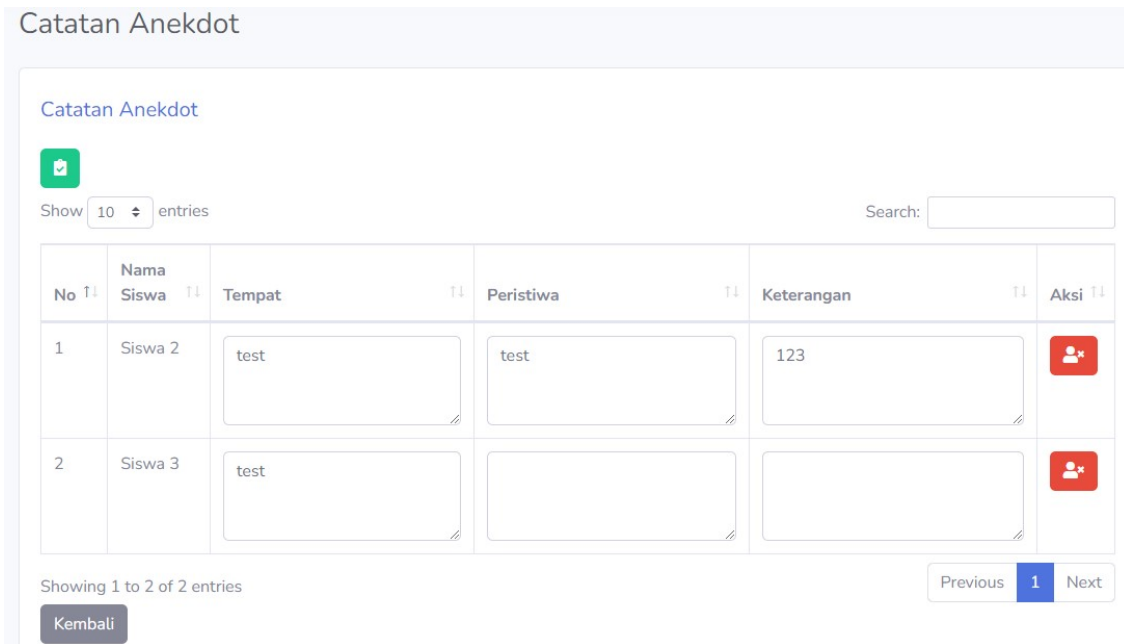 Catatan Anekdot
Catatan Anekdot
Show 10 entries
Search:
No Nama Siswa Tempat Peristiwa Keterangan Aksi
1 Siswa 2 test test 123
2 Siswa 3 test
Showing 1 to 2 of 2 entries
Previous 1 Next
Kembali